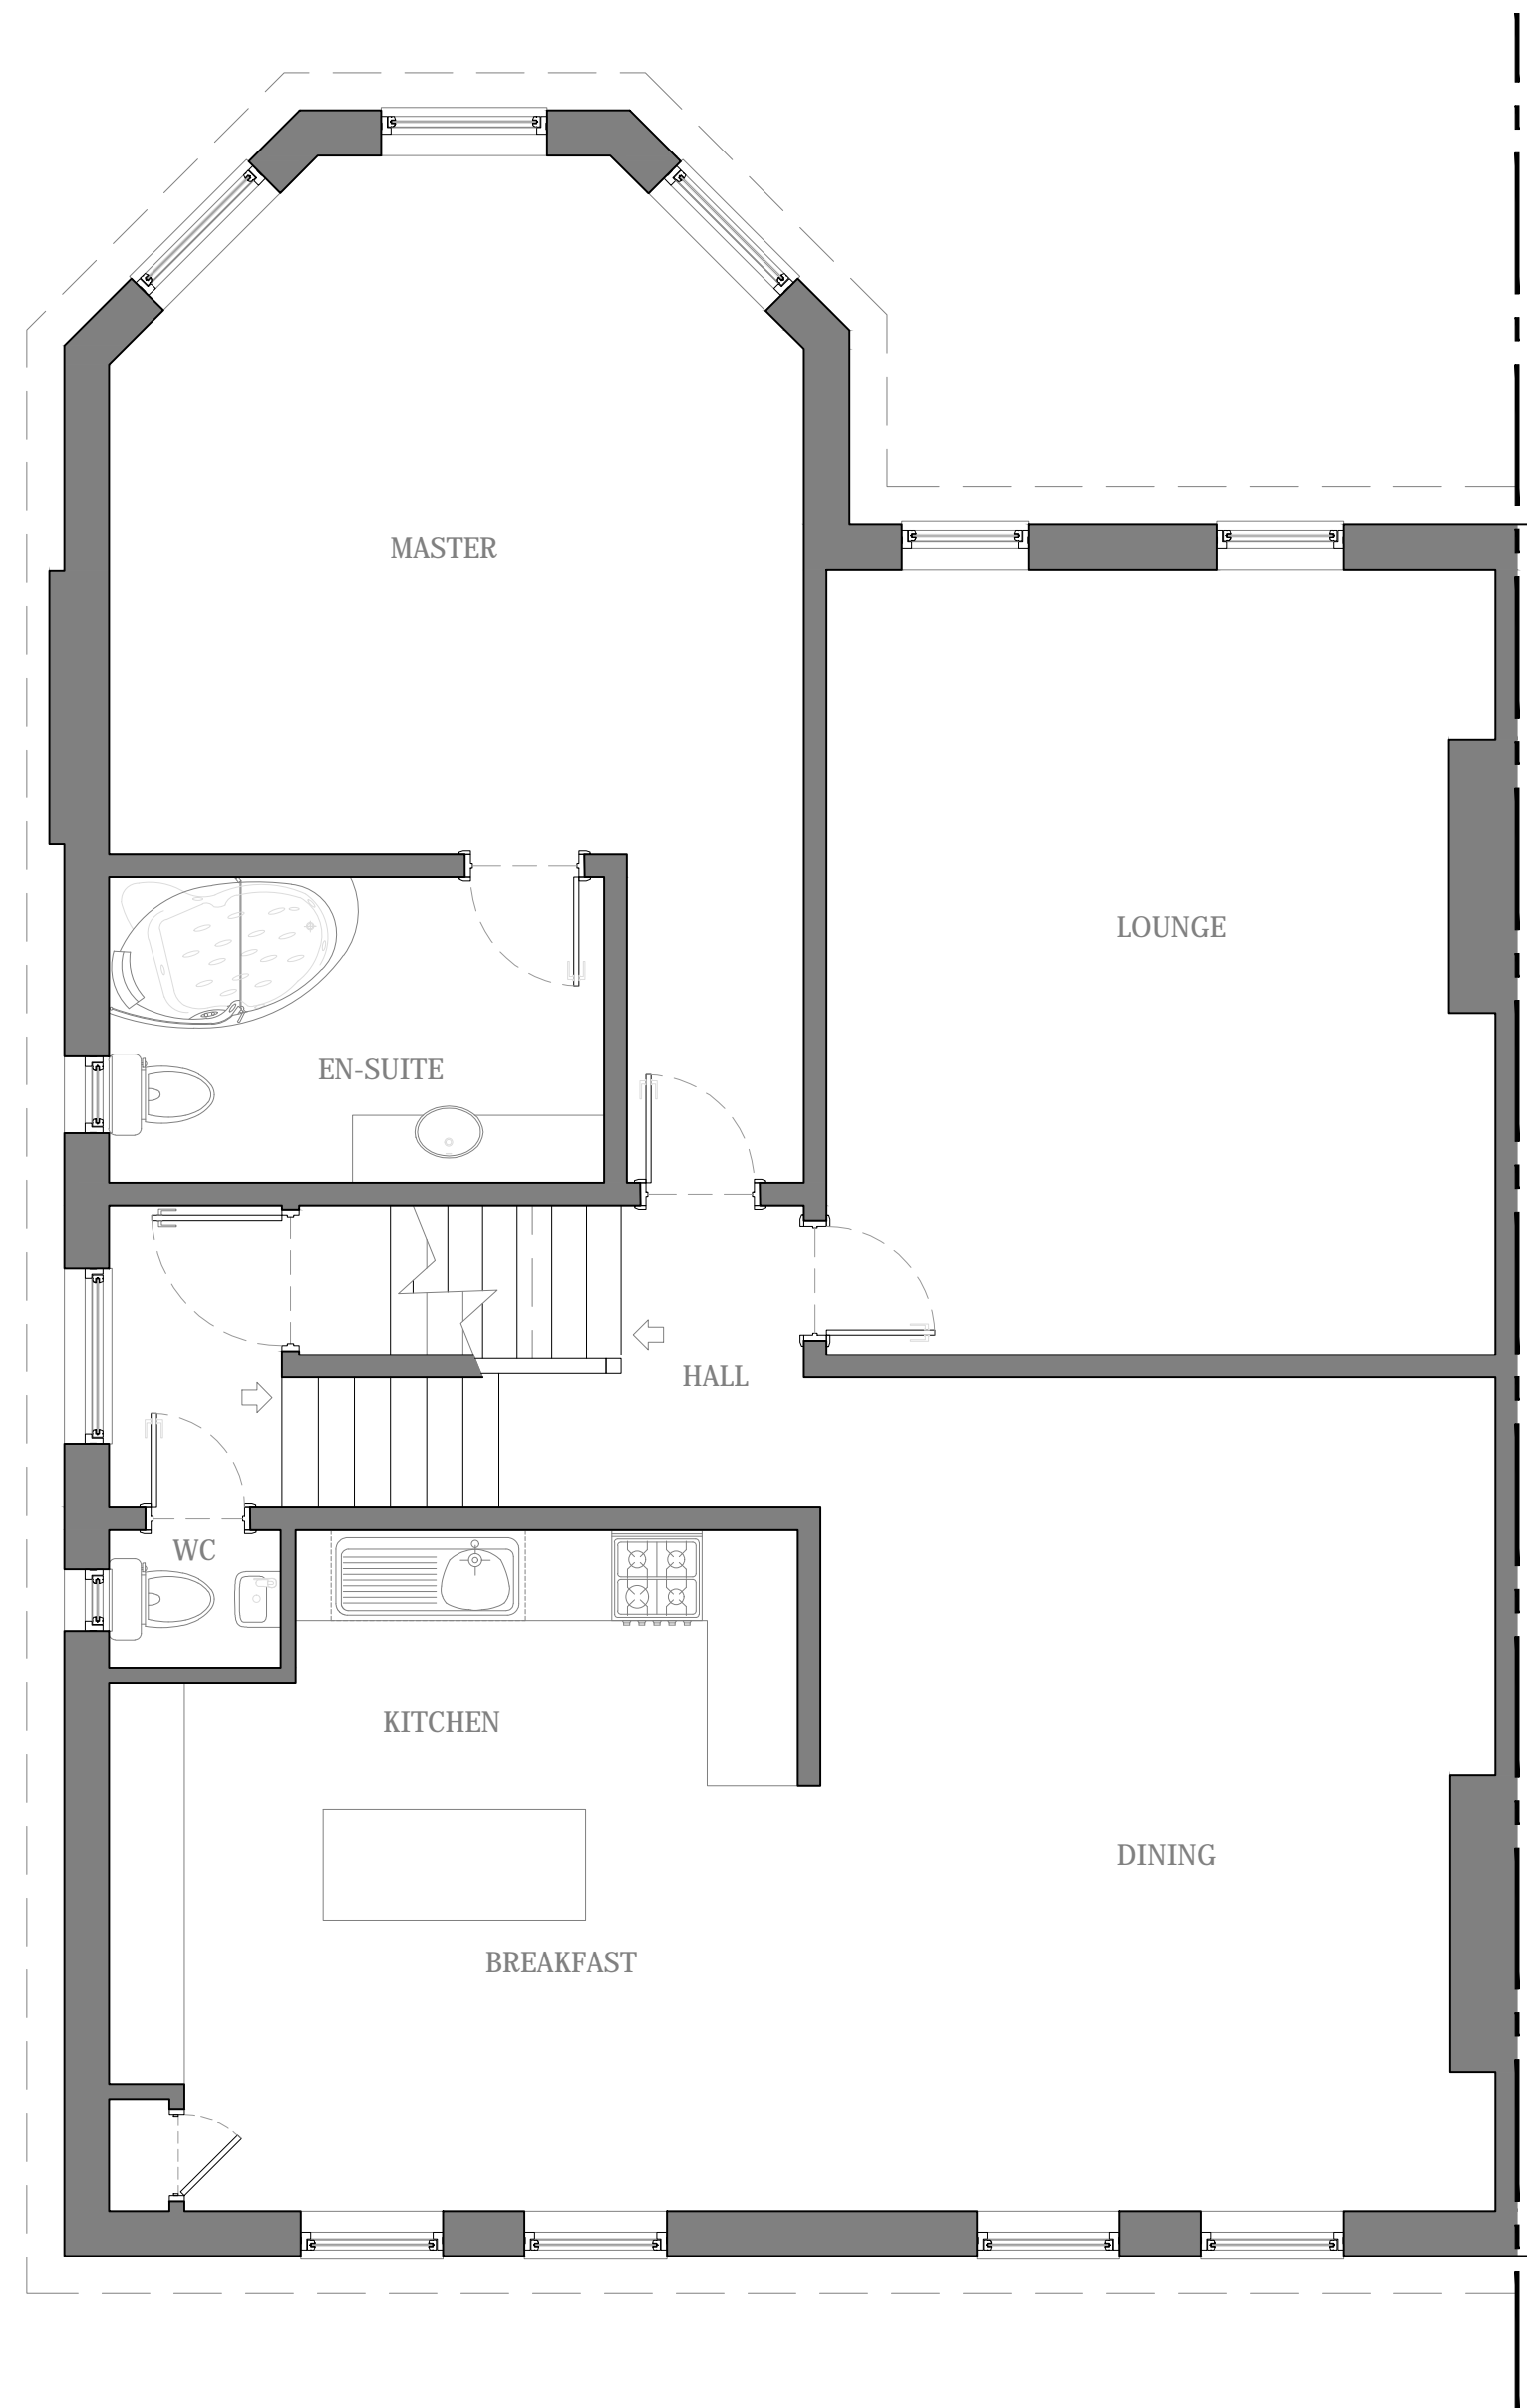 MASTER
LOUNGE
EN-SUITE
HALL
WC
KITCHEN
DINING
BREAKFAST